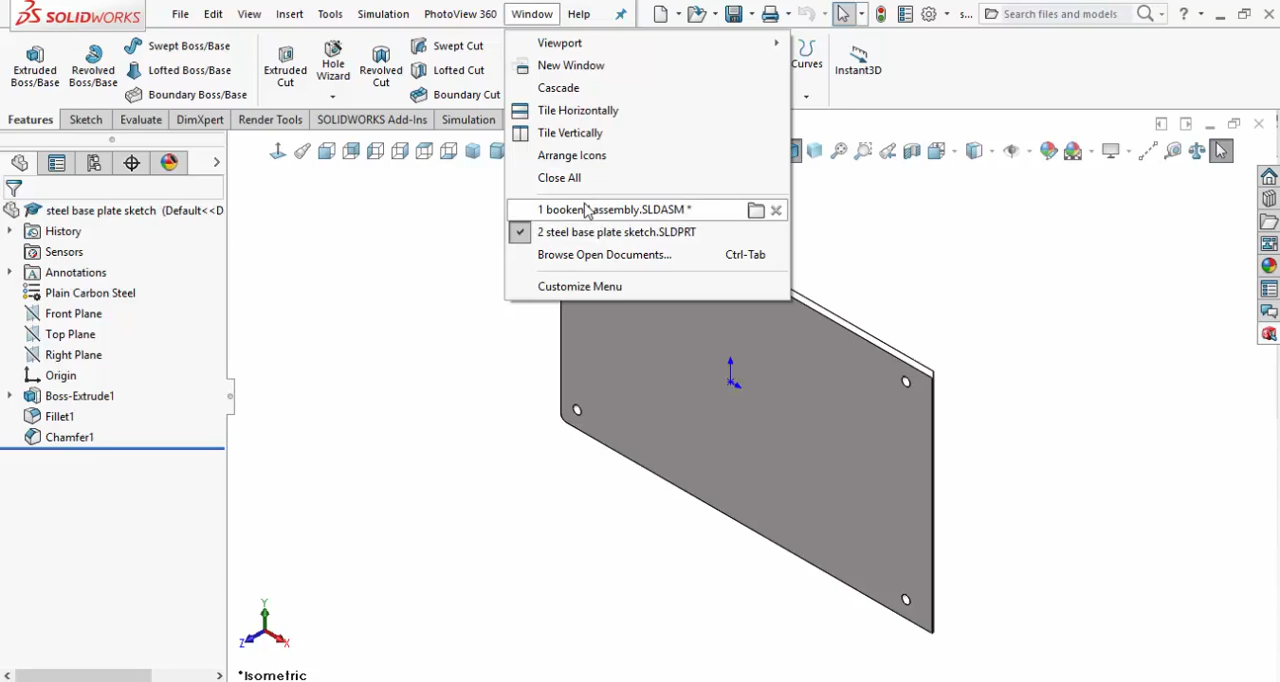 SOLIDWORKS File Edit View Insert Tools Simulation PhotoView 360 Window Help s... Search files and models ?
Extruded Boss/Base
Revolved Boss/Base
Swept Boss/Base
Lofted Boss/Base
Boundary Boss/Base
Extruded Cut
Hole Wizard
Revolved Cut
Swept Cut
Lofted Cut
Boundary Cut
Curves
Instant3D
Features Sketch Evaluate DimXpert Render Tools SOLIDWORKS Add-Ins Simulation
Viewport
New Window
Cascade
Tile Horizontally
Tile Vertically
Arrange Icons
Close All
2 steel base plate sketch.SLDPRT
Browse Open Documents... Ctrl-Tab
Customize Menu
steel base plate sketch (Default<<D
History
Sensors
Annotations
Plain Carbon Steel
Front Plane
Top Plane
Right Plane
Origin
Boss-Extrude1
Fillet1
Chamfer1
Y
Z
X
*Isometric